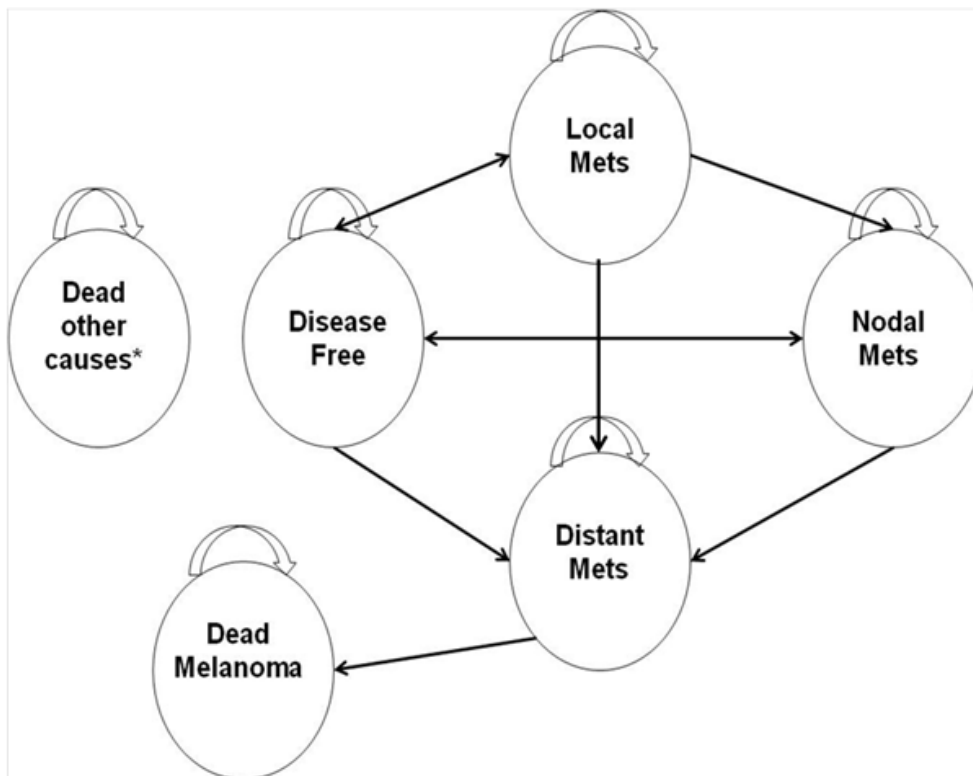 Local
Mets
Dead
other
causes*
Disease
Free
Nodal
Mets
Distant
Mets
Dead
Melanoma